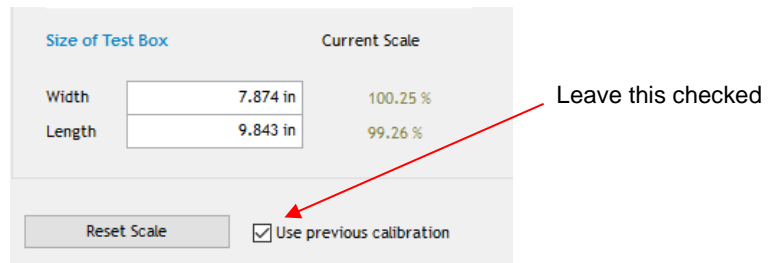 Size of Test Box Current Scale
Width 7.874 in 100.25 %
Leave this checked
Length 9.843 in 99.26 %
Reset Scale Use previous calibration